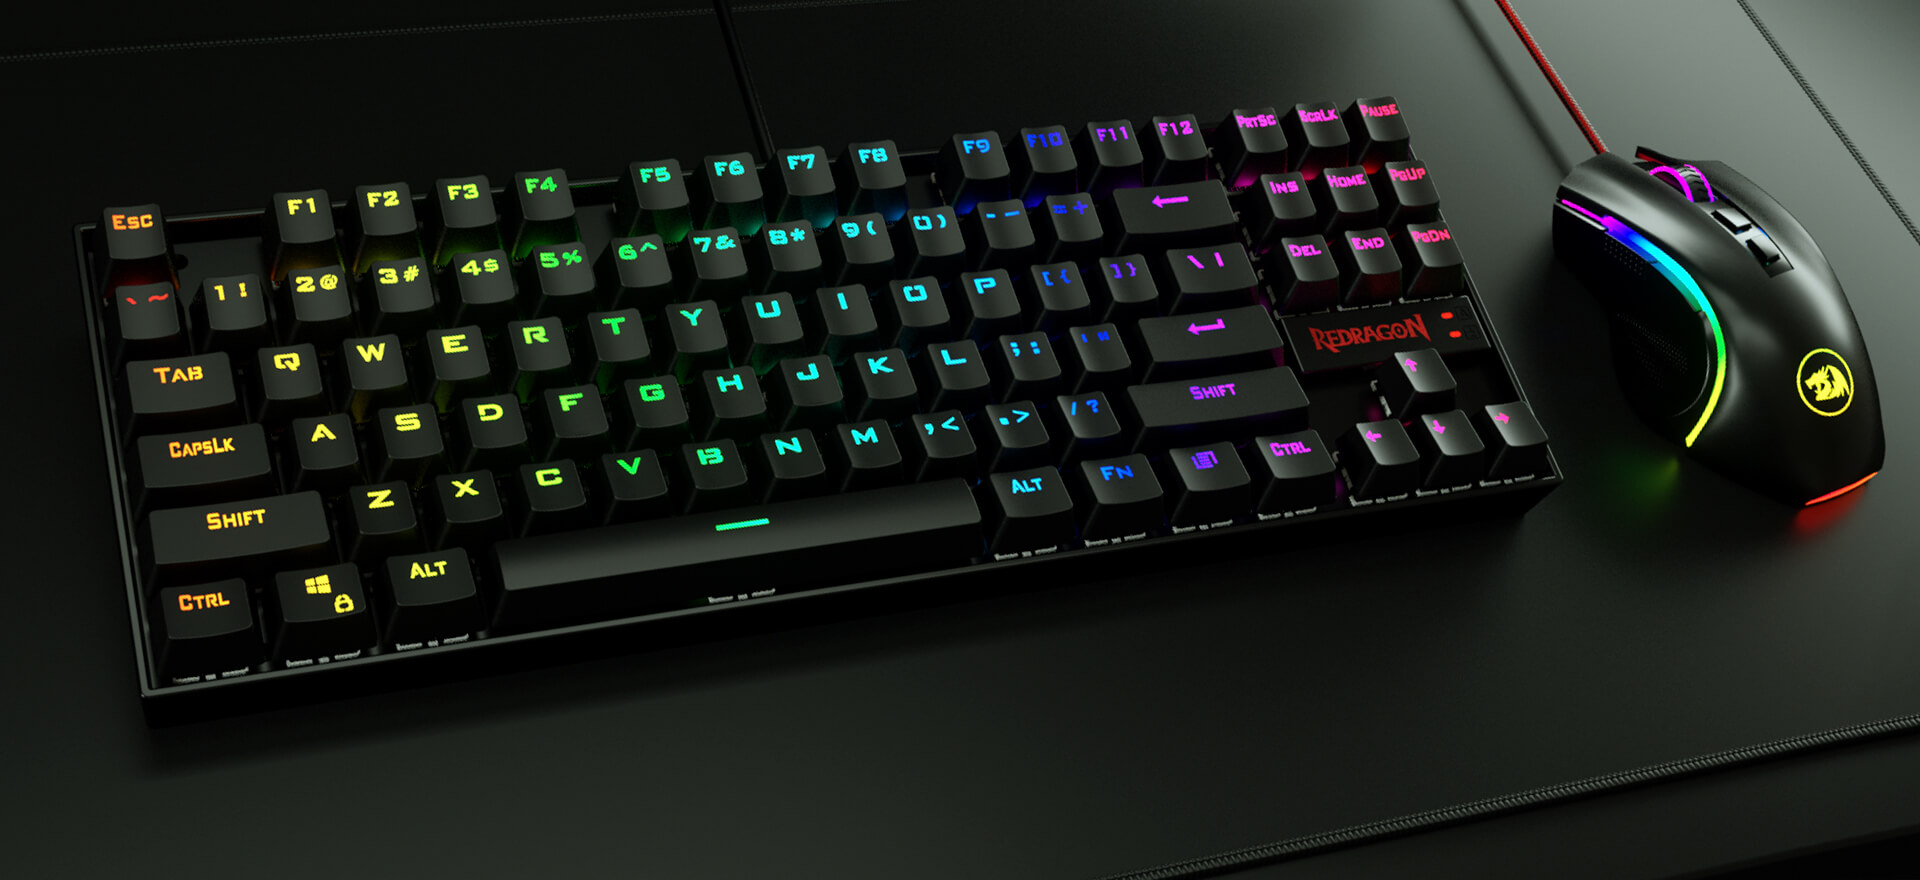 Esc F1 F2 F3 F4 F5 F6 F7 F8 F9 F10 F11 F12 PrtSc ScrLk Pause
` ~ 1 ! 2 @ 3 # 4 $ 5 % 6 ^ 7 & 8 * 9 ( 0 ) - _ = + ← Ins Home PgUp
Tab Q W E R T Y U I O P [ { ] } \ | Del End PgDn
CapsLk A S D F G H J K L ; : ' " ↵ REDRAGON
Shift Z X C V B N M , < . > / ? Shift ↑
Ctrl Alt Alt Fn Ctrl ← ↓ →